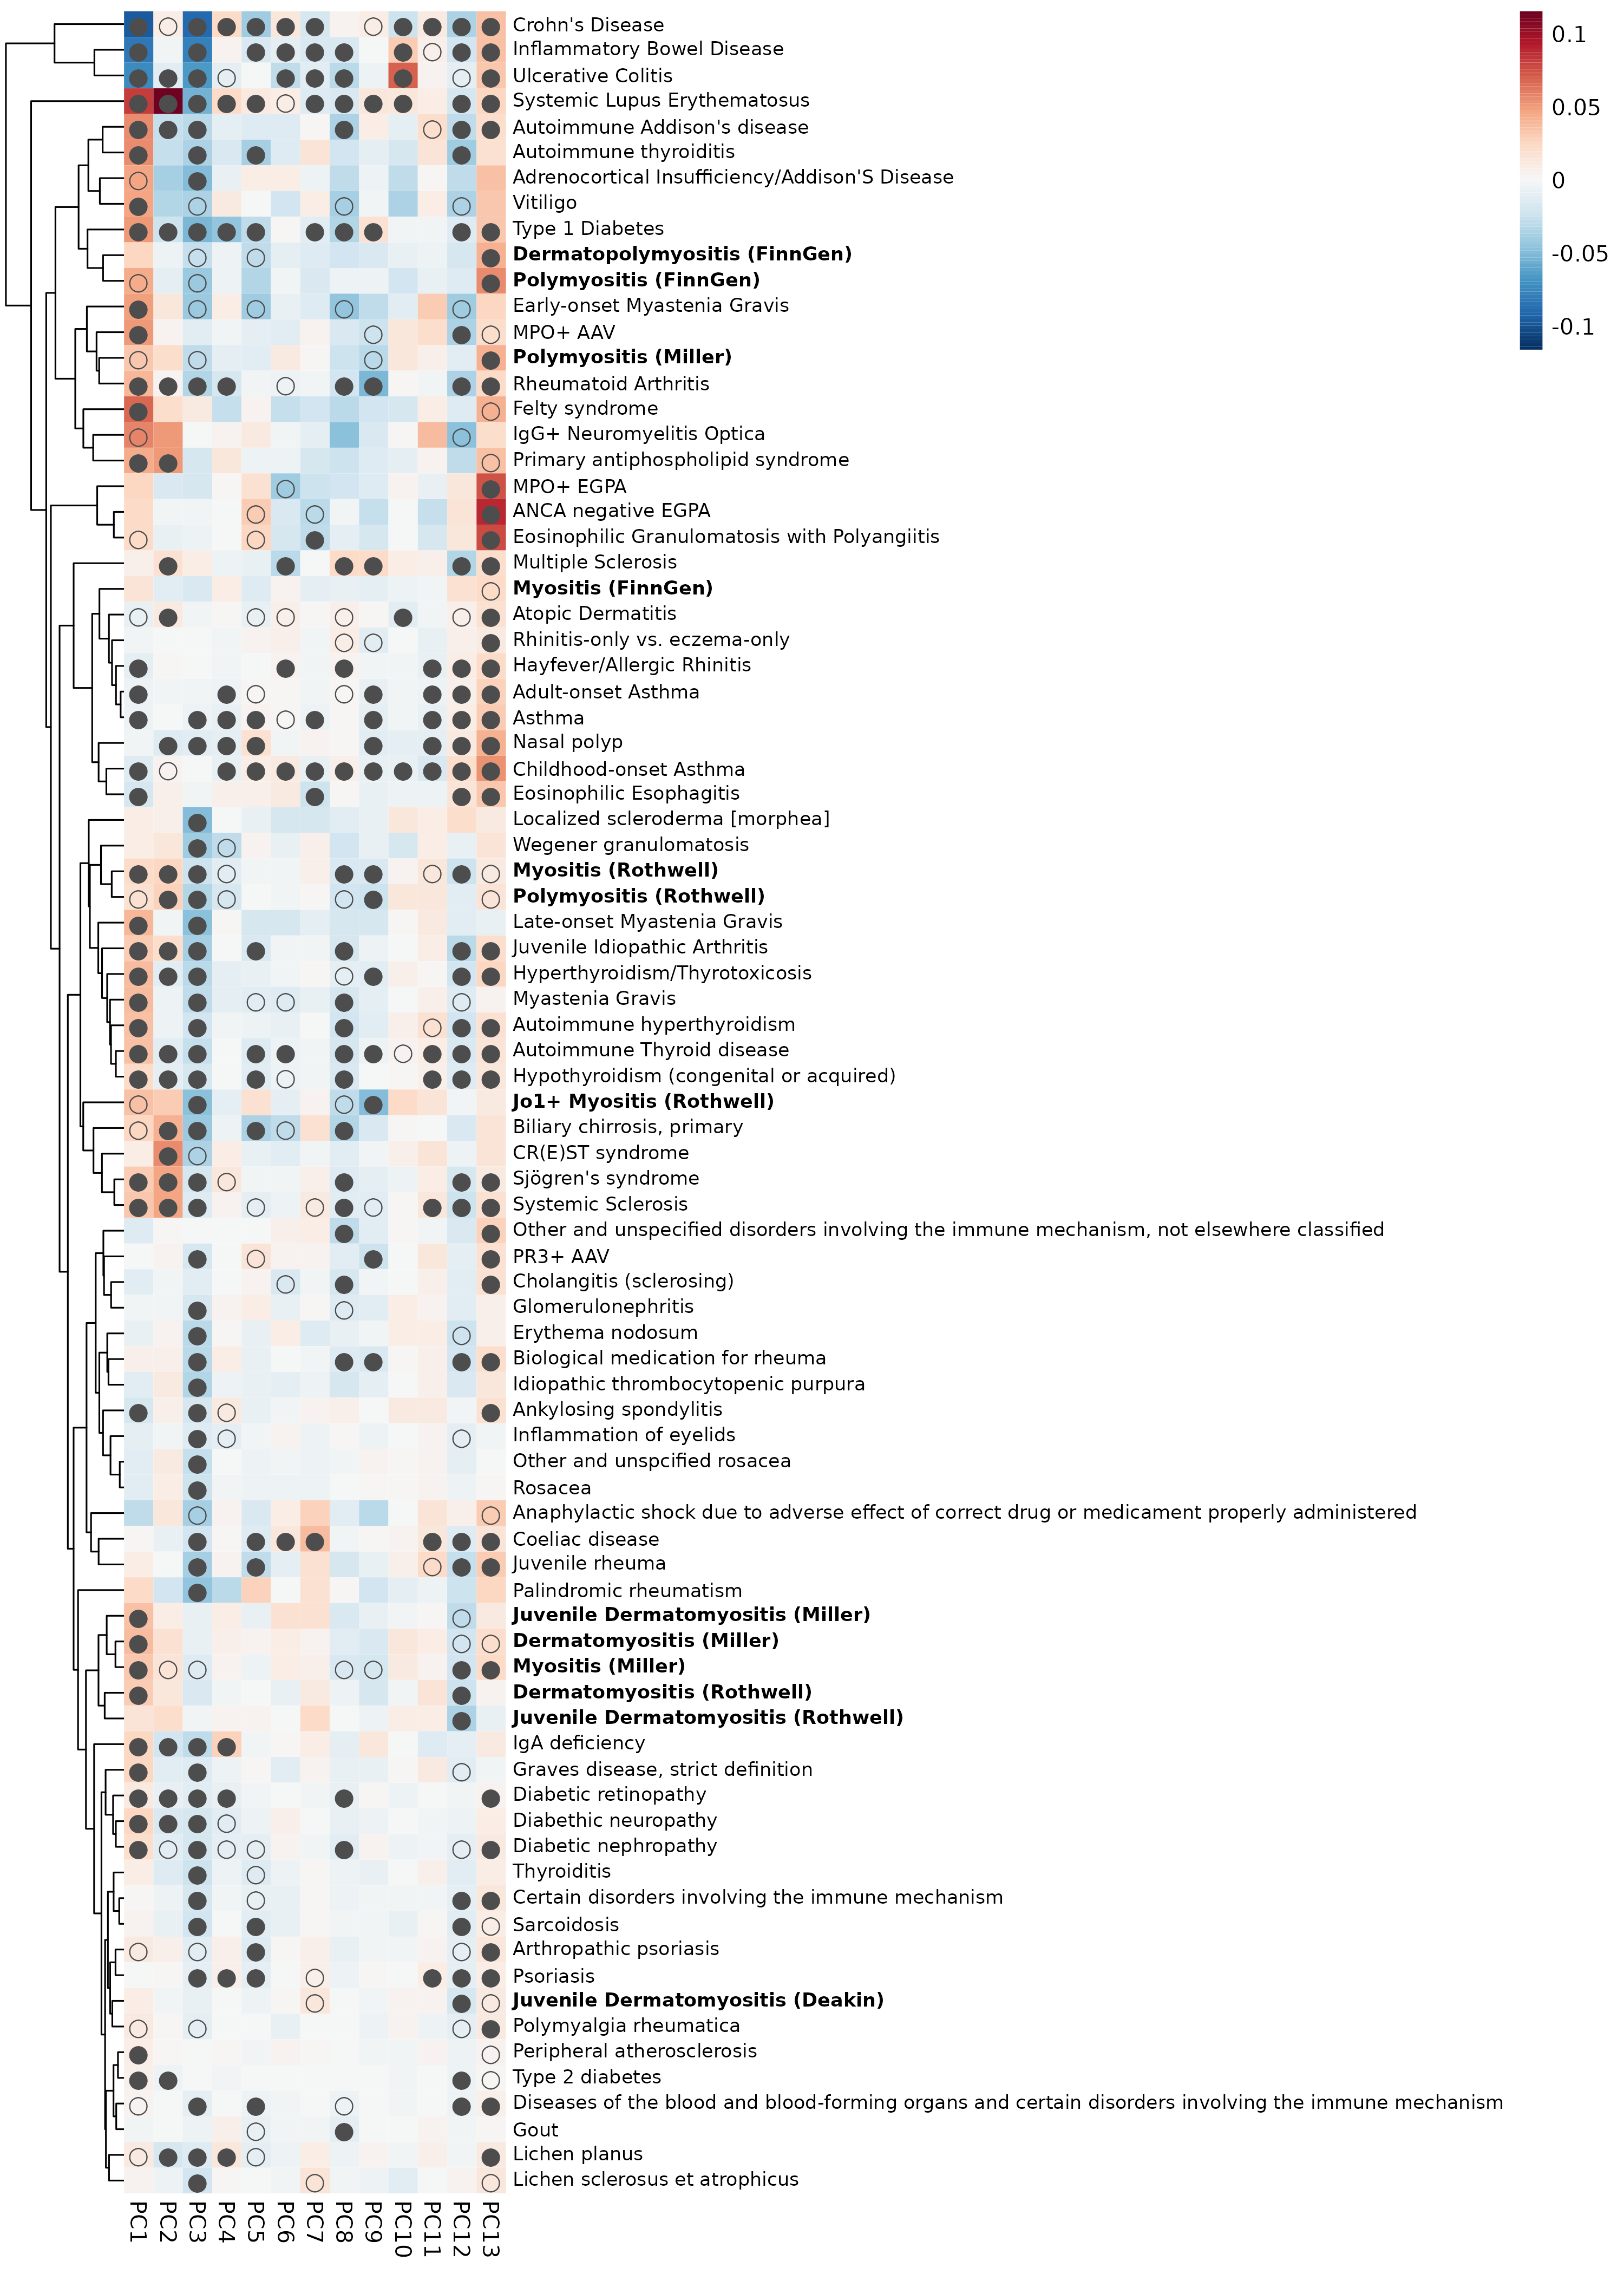 Crohn's Disease
Inflammatory Bowel Disease
Ulcerative Colitis
Systemic Lupus Erythematosus
Autoimmune Addison's disease
Autoimmune thyroiditis
Adrenocortical Insufficiency/Addison'S Disease
Vitiligo
Type 1 Diabetes
Dermatopolymyositis (FinnGen)
Polymyositis (FinnGen)
Early-onset Myastenia Gravis
MPO+ AAV
Polymyositis (Miller)
Rheumatoid Arthritis
Felty syndrome
IgG+ Neuromyelitis Optica
Primary antiphospholipid syndrome
MPO+ EGPA
ANCA negative EGPA
Eosinophilic Granulomatosis with Polyangiitis
Multiple Sclerosis
Myositis (FinnGen)
Atopic Dermatitis
Rhinitis-only vs. eczema-only
Hayfever/Allergic Rhinitis
Adult-onset Asthma
Asthma
Nasal polyp
Childhood-onset Asthma
Eosinophilic Esophagitis
Localized scleroderma [morphea]
Wegener granulomatosis
Myositis (Rothwell)
Polymyositis (Rothwell)
Late-onset Myastenia Gravis
Juvenile Idiopathic Arthritis
Hyperthyroidism/Thyrotoxicosis
Myastenia Gravis
Autoimmune hyperthyroidism
Autoimmune Thyroid disease
Hypothyroidism (congenital or acquired)
Jo1+ Myositis (Rothwell)
Biliary chirrosis, primary
CR(E)ST syndrome
Sjögren's syndrome
Systemic Sclerosis
Other and unspecified disorders involving the immune mechanism, not elsewhere classified
PR3+ AAV
Cholangitis (sclerosing)
Glomerulonephritis
Erythema nodosum
Biological medication for rheuma
Idiopathic thrombocytopenic purpura
Ankylosing spondylitis
Inflammation of eyelids
Other and unspcified rosacea
Rosacea
Anaphylactic shock due to adverse effect of correct drug or medicament properly administered
Coeliac disease
Juvenile rheuma
Palindromic rheumatism
Juvenile Dermatomyositis (Miller)
Dermatomyositis (Miller)
Myositis (Miller)
Dermatomyositis (Rothwell)
Juvenile Dermatomyositis (Rothwell)
IgA deficiency
Graves disease, strict definition
Diabetic retinopathy
Diabethic neuropathy
Diabetic nephropathy
Thyroiditis
Certain disorders involving the immune mechanism
Sarcoidosis
Arthropathic psoriasis
Psoriasis
Juvenile Dermatomyositis (Deakin)
Polymyalgia rheumatica
Peripheral atherosclerosis
Type 2 diabetes
Diseases of the blood and blood-forming organs and certain disorders involving the immune mechanism
Gout
Lichen planus
Lichen sclerosus et atrophicus
PC1
PC2
PC3
PC4
PC5
PC6
PC7
PC8
PC9
PC10
PC11
PC12
PC13
0.1
0.05
0
-0.05
-0.1